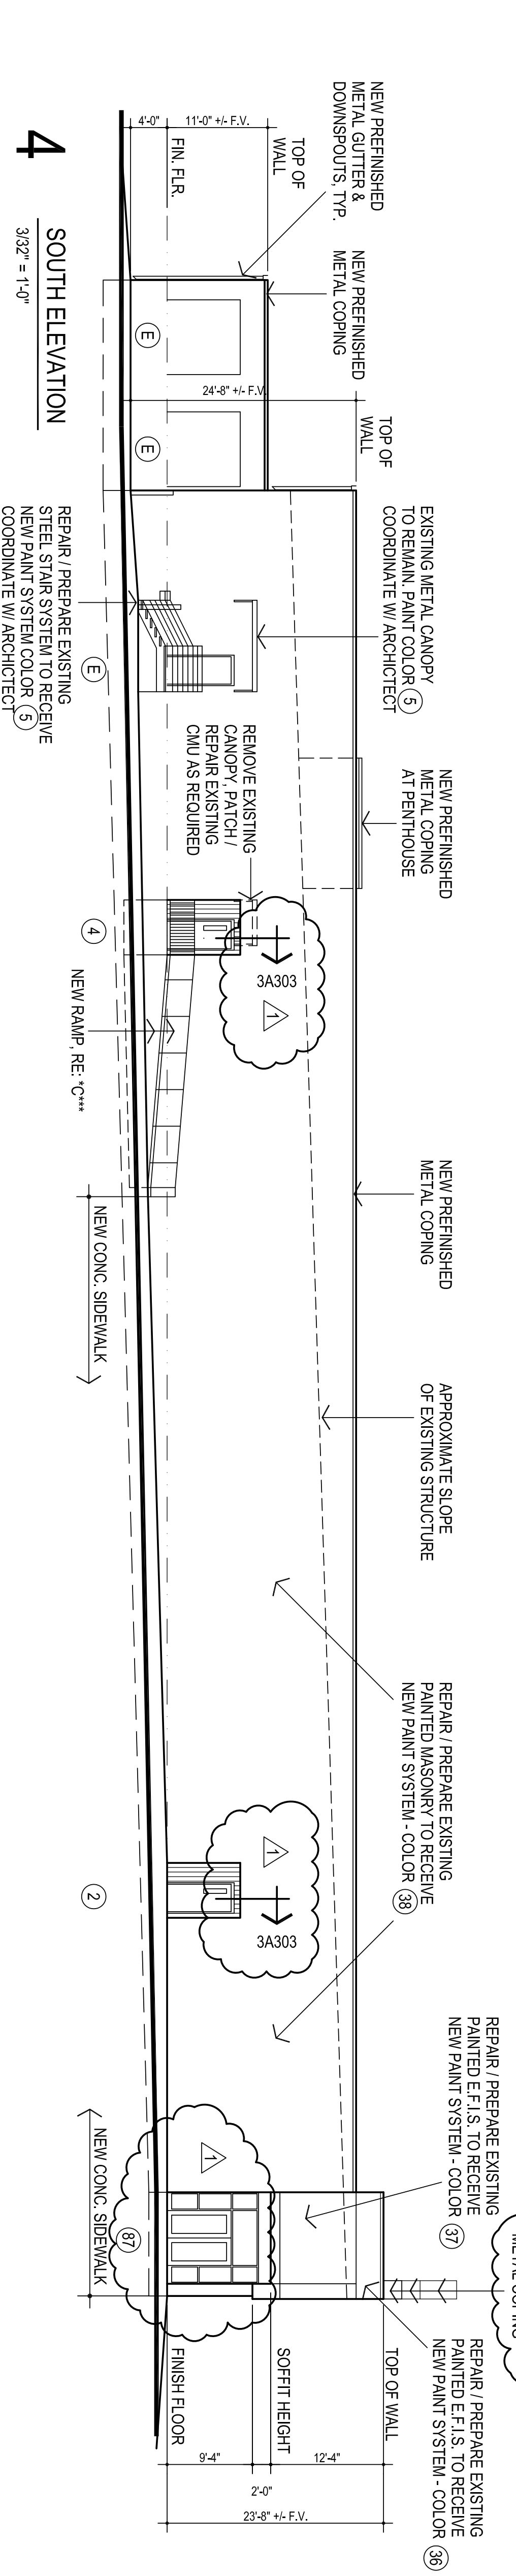 NEW PREFINISHED
METAL GUTTER &
DOWNSPOUTS, TYP.
TOP OF
WALL
NEW PREFINISHED
METAL COPING
11'-0" +/- F.V.
4'-0"
FIN. FLR.
24'-8" +/- F.V.
TOP OF
WALL
E
E
EXISTING METAL CANOPY
TO REMAIN. PAINT COLOR 5
COORDINATE W/ ARCHICTECT
REPAIR / PREPARE EXISTING
STEEL STAIR SYSTEM TO RECEIVE
NEW PAINT SYSTEM COLOR 5
COORDINATE W/ ARCHICTECT
E
NEW PREFINISHED
METAL COPING
AT PENTHOUSE
REMOVE EXISTING
CANOPY, PATCH /
REPAIR EXISTING
CMU AS REQUIRED
3A303
1
4
NEW RAMP, RE: *C***
NEW CONC. SIDEWALK
NEW PREFINISHED
METAL COPING
APPROXIMATE SLOPE
OF EXISTING STRUCTURE
REPAIR / PREPARE EXISTING
PAINTED MASONRY TO RECEIVE
NEW PAINT SYSTEM - COLOR 38
1
3A303
2
REPAIR / PREPARE EXISTING
PAINTED E.F.I.S. TO RECEIVE
NEW PAINT SYSTEM - COLOR 37
REPAIR / PREPARE EXISTING
PAINTED E.F.I.S. TO RECEIVE
NEW PAINT SYSTEM - COLOR 36
1
87
NEW CONC. SIDEWALK
TOP OF WALL
SOFFIT HEIGHT
FINISH FLOOR
12'-4"
2'-0"
9'-4"
23'-8" +/- F.V.
4
SOUTH ELEVATION
3/32" = 1'-0"